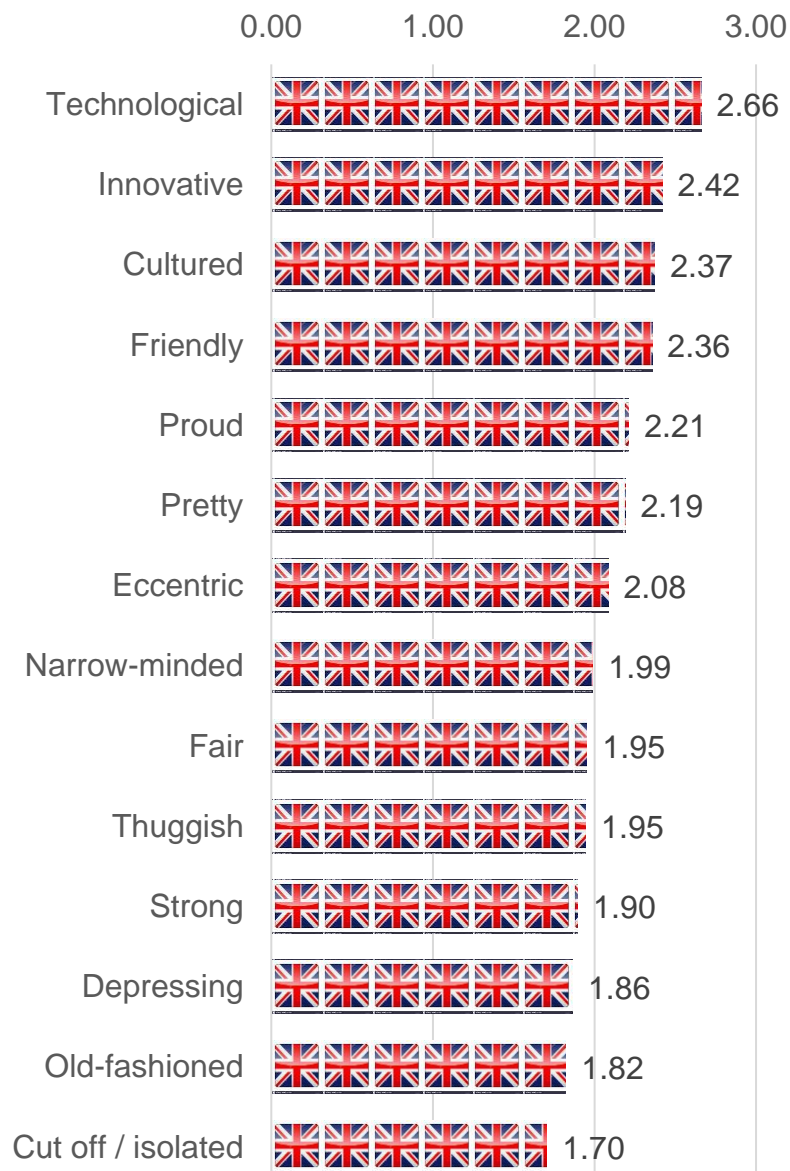 0.00 1.00 2.00 3.00
Technological 2.66
Innovative 2.42
Cultured 2.37
Friendly 2.36
Proud 2.21
Pretty 2.19
Eccentric 2.08
Narrow-minded 1.99
Fair 1.95
Thuggish 1.95
Strong 1.90
Depressing 1.86
Old-fashioned 1.82
Cut off / isolated 1.70